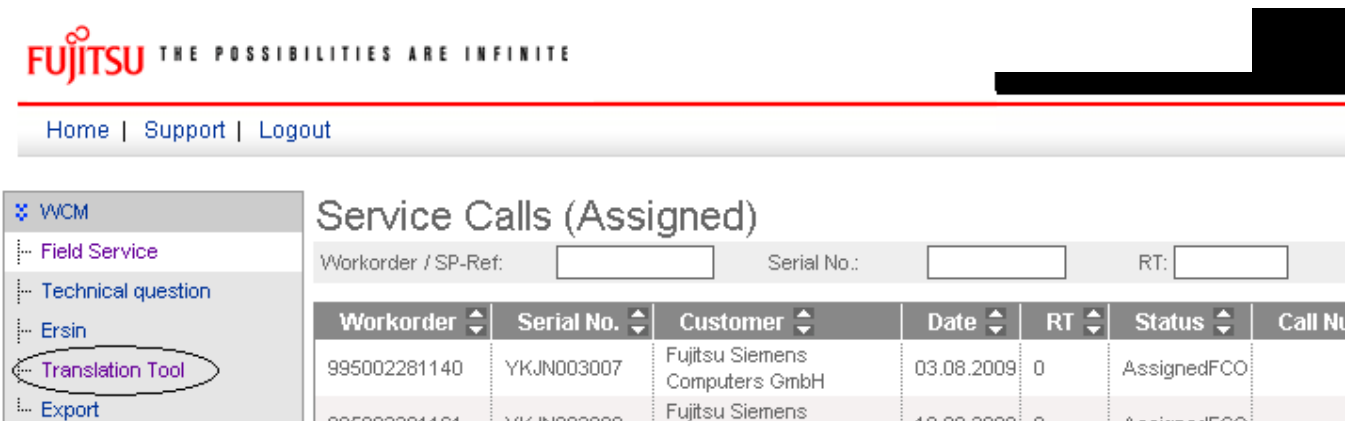 FUJITSU THE POSSIBILITIES ARE INFINITE
Home | Support | Logout
WCM
Field Service
Technical question
Ersin
Translation Tool
Export
Service Calls (Assigned)
Workorder / SP-Ref: Serial No.: RT:
Workorder Serial No. Customer Date RT Status Call
995002281140 YKJN003007 Fujitsu Siemens Computers GmbH 03.08.2009 0 AssignedFCO
Fujitsu Siemens